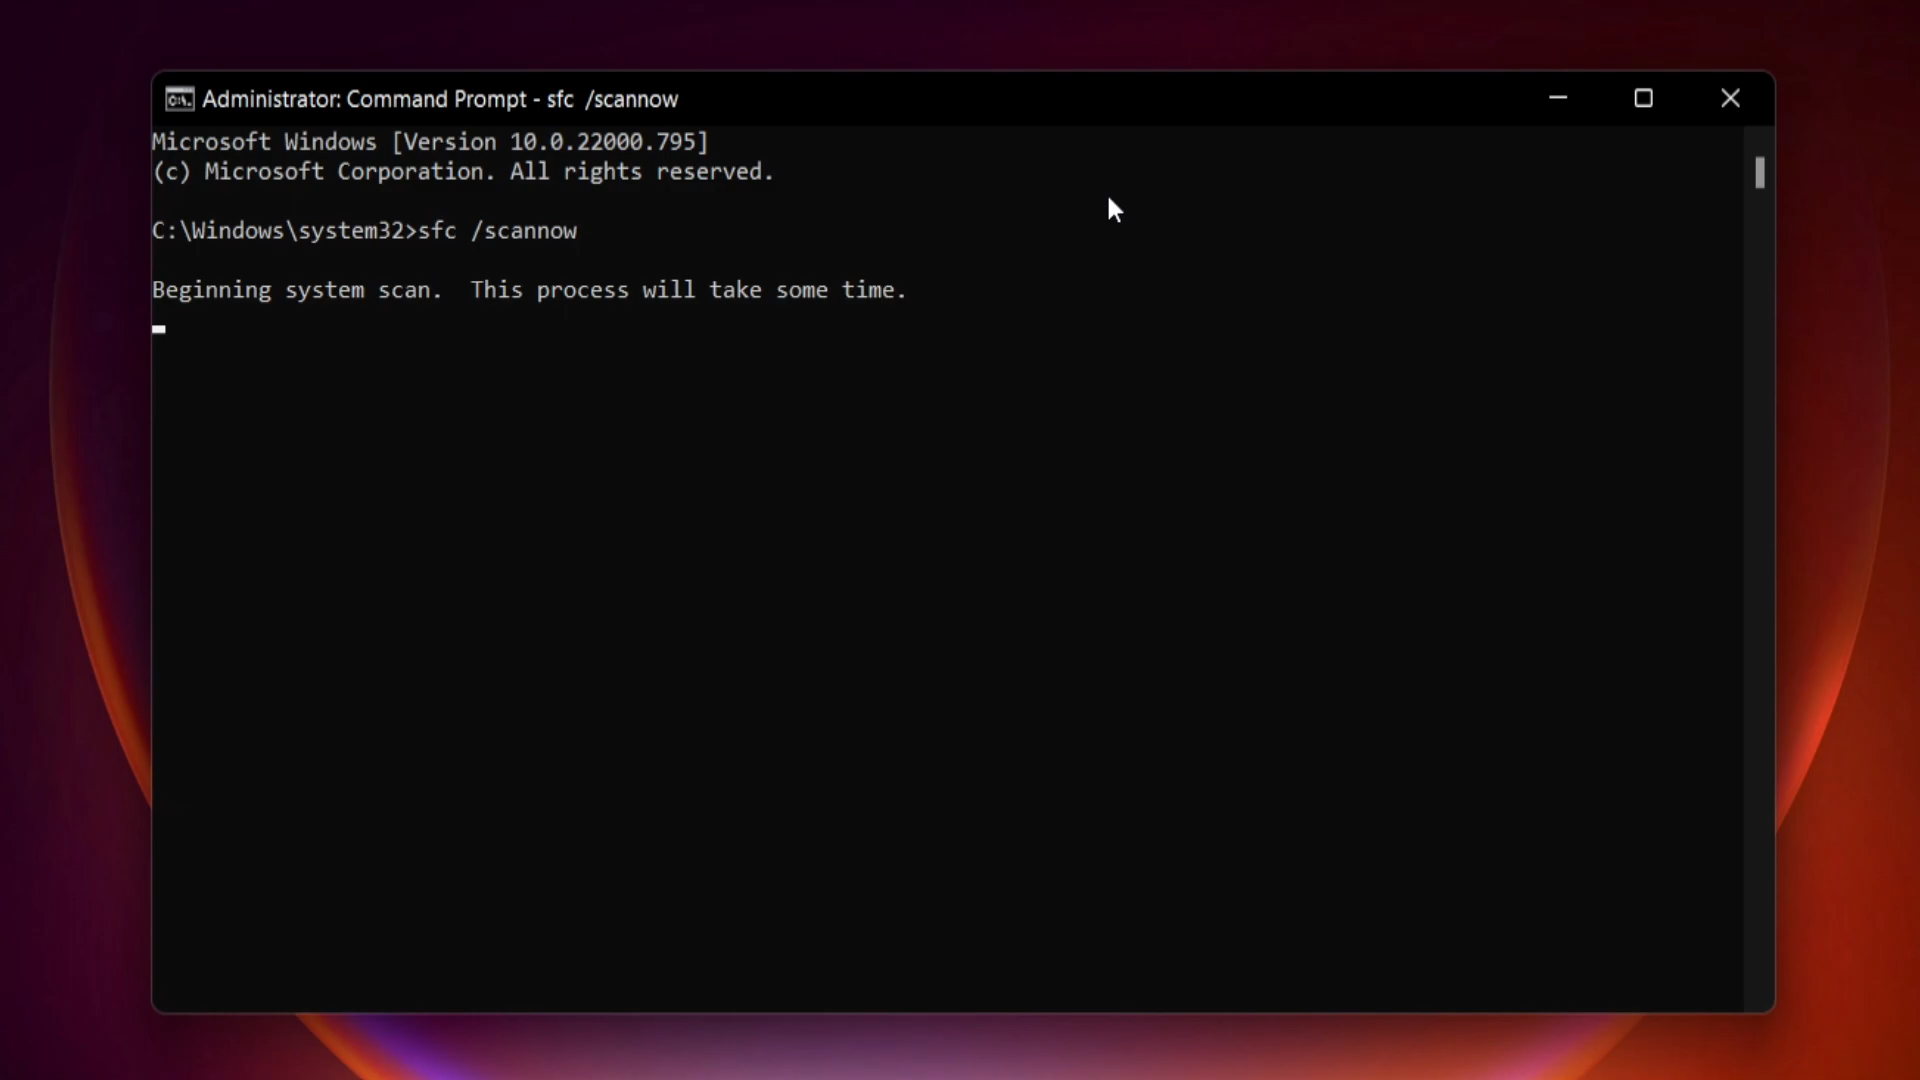 Administrator: Command Prompt - sfc  /scannow
Microsoft Windows [Version 10.0.22000.795]
(c) Microsoft Corporation. All rights reserved.
C:\Windows\system32>sfc /scannow
Beginning system scan.  This process will take some time.